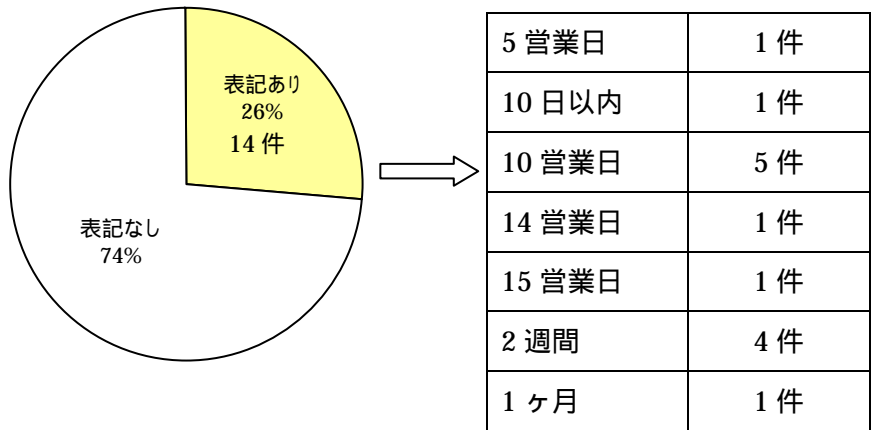 表記あり
26%
14 件
表記なし
74%
5 営業日 1 件
10 日以内 1 件
10 営業日 5 件
14 営業日 1 件
15 営業日 1 件
2 週間 4 件
1 ヶ月 1 件